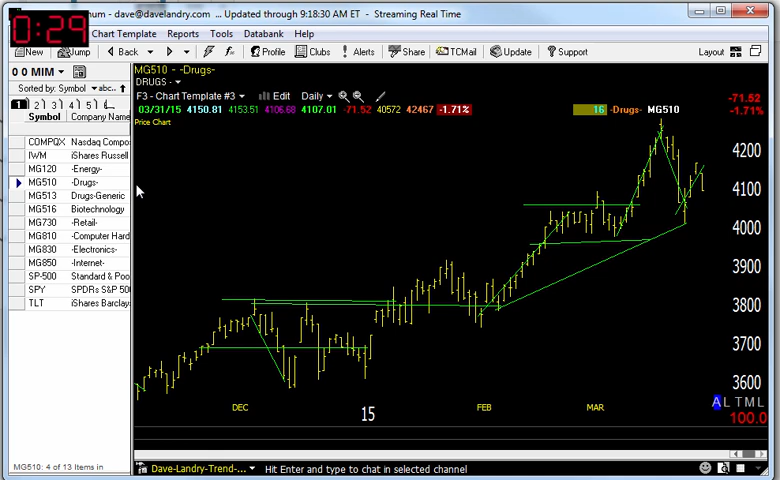 0:29
num - dave@davelandry.com ... Updated through 9:18:30 AM ET - Streaming Real Time
Chart Template Reports Tools Databank Help
New Jump Back Profile Clubs Alerts Share TCMail Update Support Layout
0 0 MIM
Sorted by: Symbol abc..
1 2 3 4 5
Symbol Company Name
COMPQX Nasdaq Compo
IWM iShares Russell
MG120 -Energy-
MG510 -Drugs-
MG513 Drugs-Generic
MG516 Biotechnology
MG730 -Retail-
MG810 -Computer Hard
MG830 -Electronics-
MG850 -Internet-
SP-500 Standard & Poo
SPY SPDRs S&P 500
TLT iShares Barclay
MG510: 4 of 13 Items in
MG510 - -Drugs-
DRUGS -
F3 - Chart Template #3 Edit Daily
03/31/15 4150.81 4153.51 4106.68 4107.01 -71.52 40572 42467 -1.71% 16 -Drugs- MG510
-71.52
-1.71%
Price Chart
4200
4100
4000
3900
3800
3700
3600
A L T M L
100.0
DEC 15 FEB MAR
Dave-Landry-Trend-... Hit Enter and type to chat in selected channel